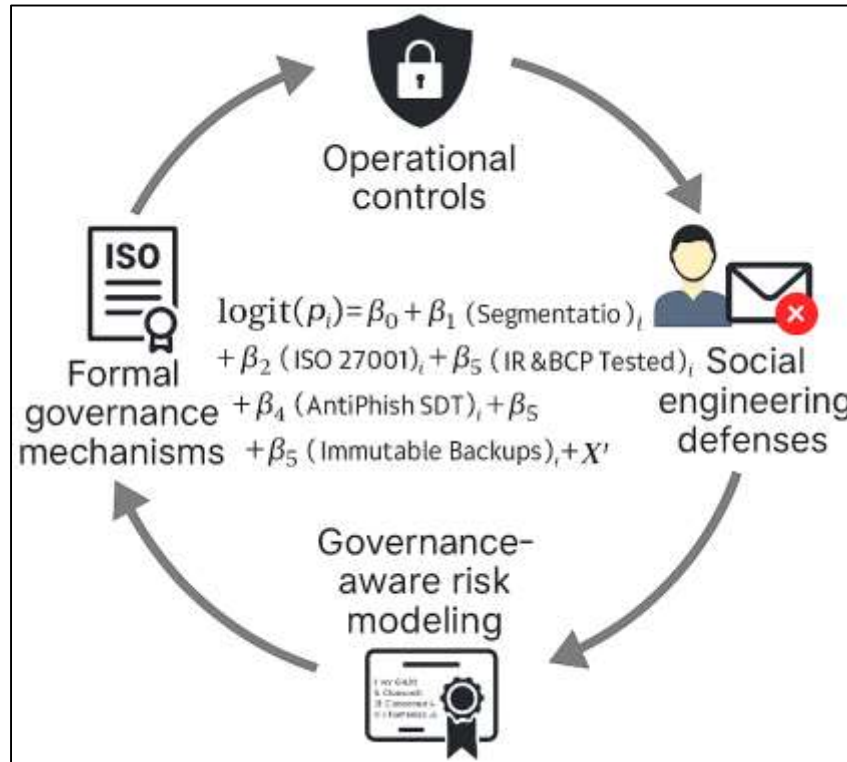 Operational
controls
ISO
Formal
governance
mechanisms
logit(pᵢ)=β₀+β₁ (Segmentatio)ᵢ
+β₂ (ISO 27001)ᵢ+β₅ (IR &BCP Tested)ᵢ
+β₄ (AntiPhish SDT)ᵢ+β₅
+β₅ (Immutable Backups)ᵢ+X′
Social
engineering
defenses
Governance-
aware risk
modeling